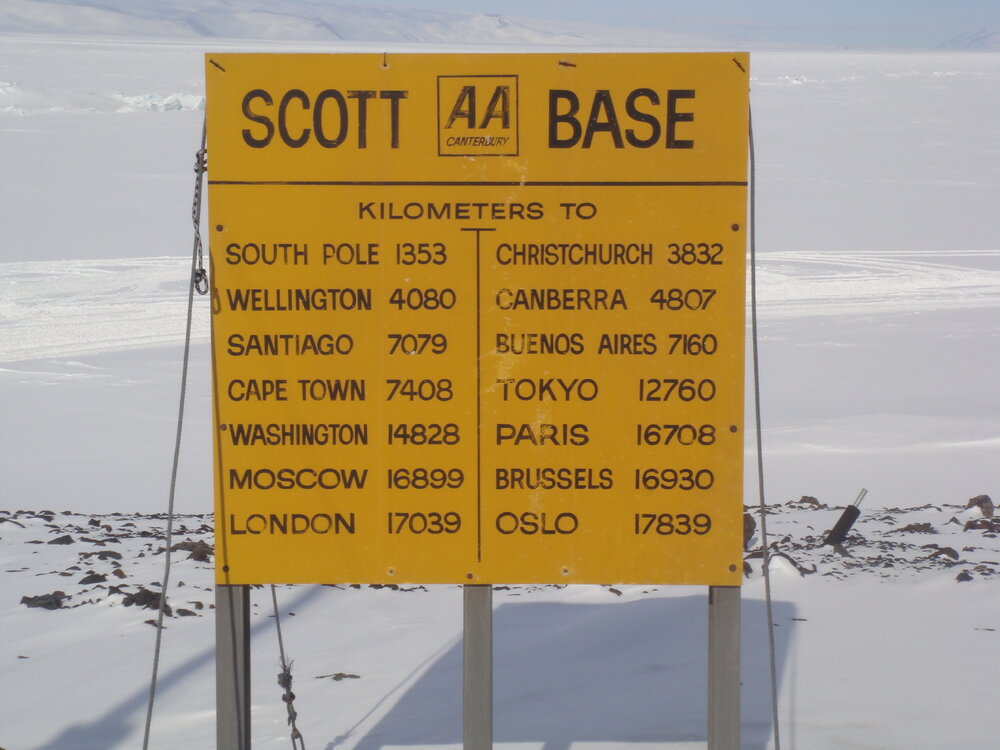 SCOTT AA BASE
CANTERBURY
KILOMETERS TO
SOUTH POLE 1353
WELLINGTON 4080
SANTIAGO 7079
CAPE TOWN 7408
WASHINGTON 14828
MOSCOW 16899
LONDON 17039
CHRISTCHURCH 3832
CANBERRA 4807
BUENOS AIRES 7160
TOKYO 12760
PARIS 16708
BRUSSELS 16930
OSLO 17839